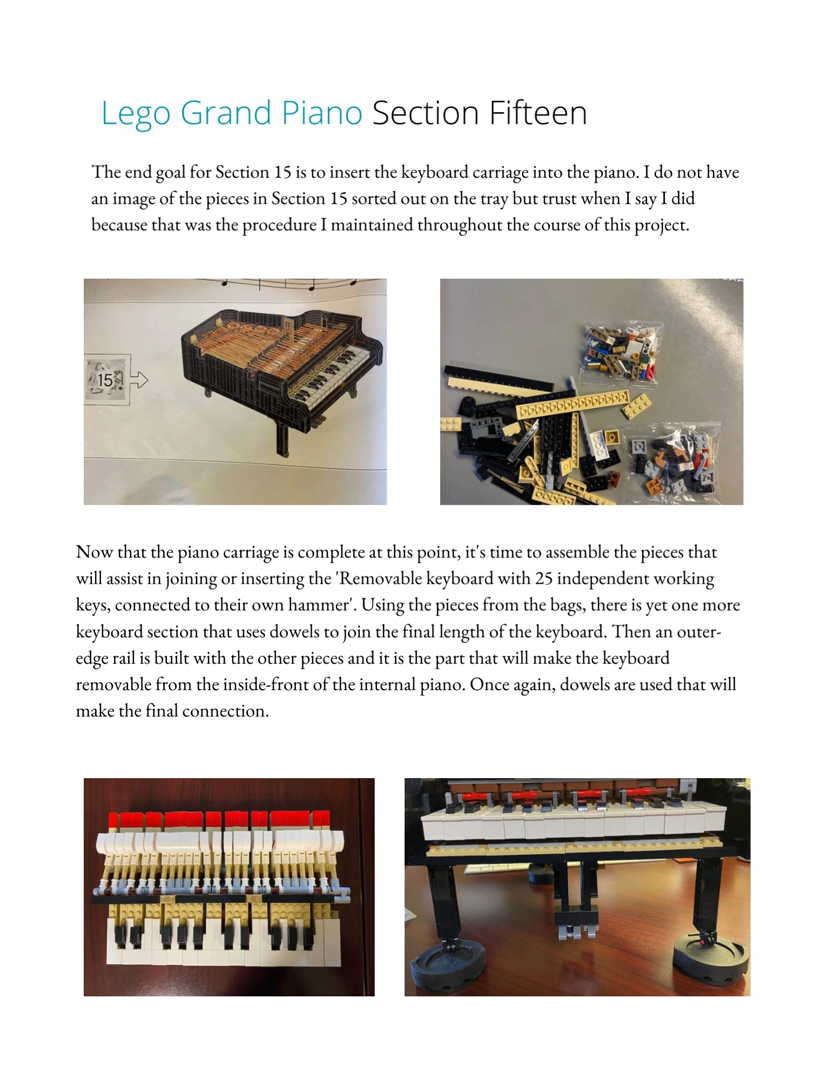 Lego Grand Piano Section Fifteen
The end goal for Section 15 is to insert the keyboard carriage into the piano. I do not have
an image of the pieces in Section 15 sorted out on the tray but trust when I say I did
because that was the procedure I maintained throughout the course of this project.
15
Now that the piano carriage is complete at this point, it's time to assemble the pieces that
will assist in joining or inserting the 'Removable keyboard with 25 independent working
keys, connected to their own hammer'. Using the pieces from the bags, there is yet one more
keyboard section that uses dowels to join the final length of the keyboard. Then an outer-
edge rail is built with the other pieces and it is the part that will make the keyboard
removable from the inside-front of the internal piano. Once again, dowels are used that will
make the final connection.